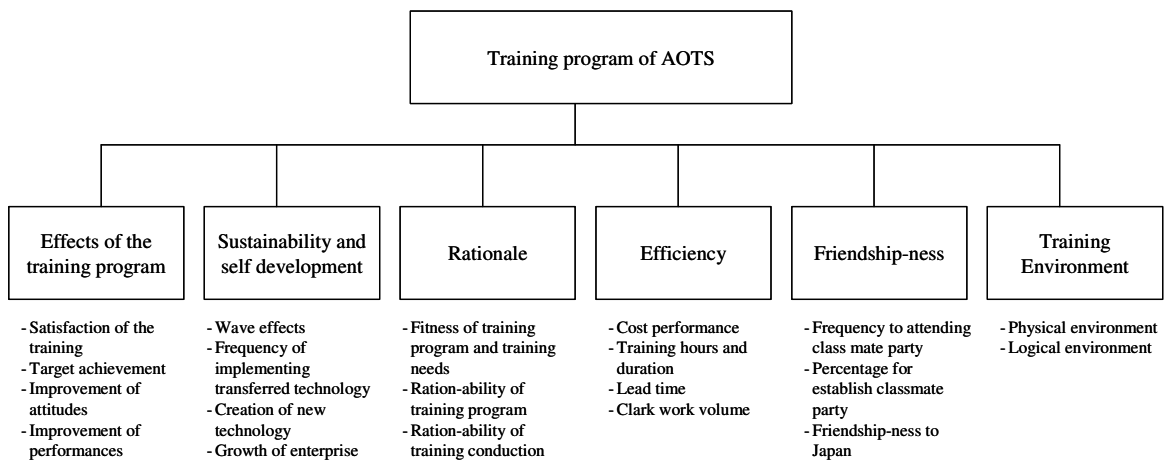 Training program of AOTS
Effects of the
training program
- Satisfaction of the
training
- Target achievement
- Improvement of
attitudes
- Improvement of
performances
Sustainability and
self development
- Wave effects
- Frequency of
implementing
transferred technology
- Creation of new
technology
- Growth of enterprise
Rationale
- Fitness of training
program and training
needs
- Ration-ability of
training program
- Ration-ability of
training conduction
Efficiency
- Cost performance
- Training hours and
duration
- Lead time
- Clark work volume
Friendship-ness
- Frequency to attending
class mate party
- Percentage for
establish classmate
party
- Friendship-ness to
Japan
Training
Environment
- Physical environment
- Logical environment